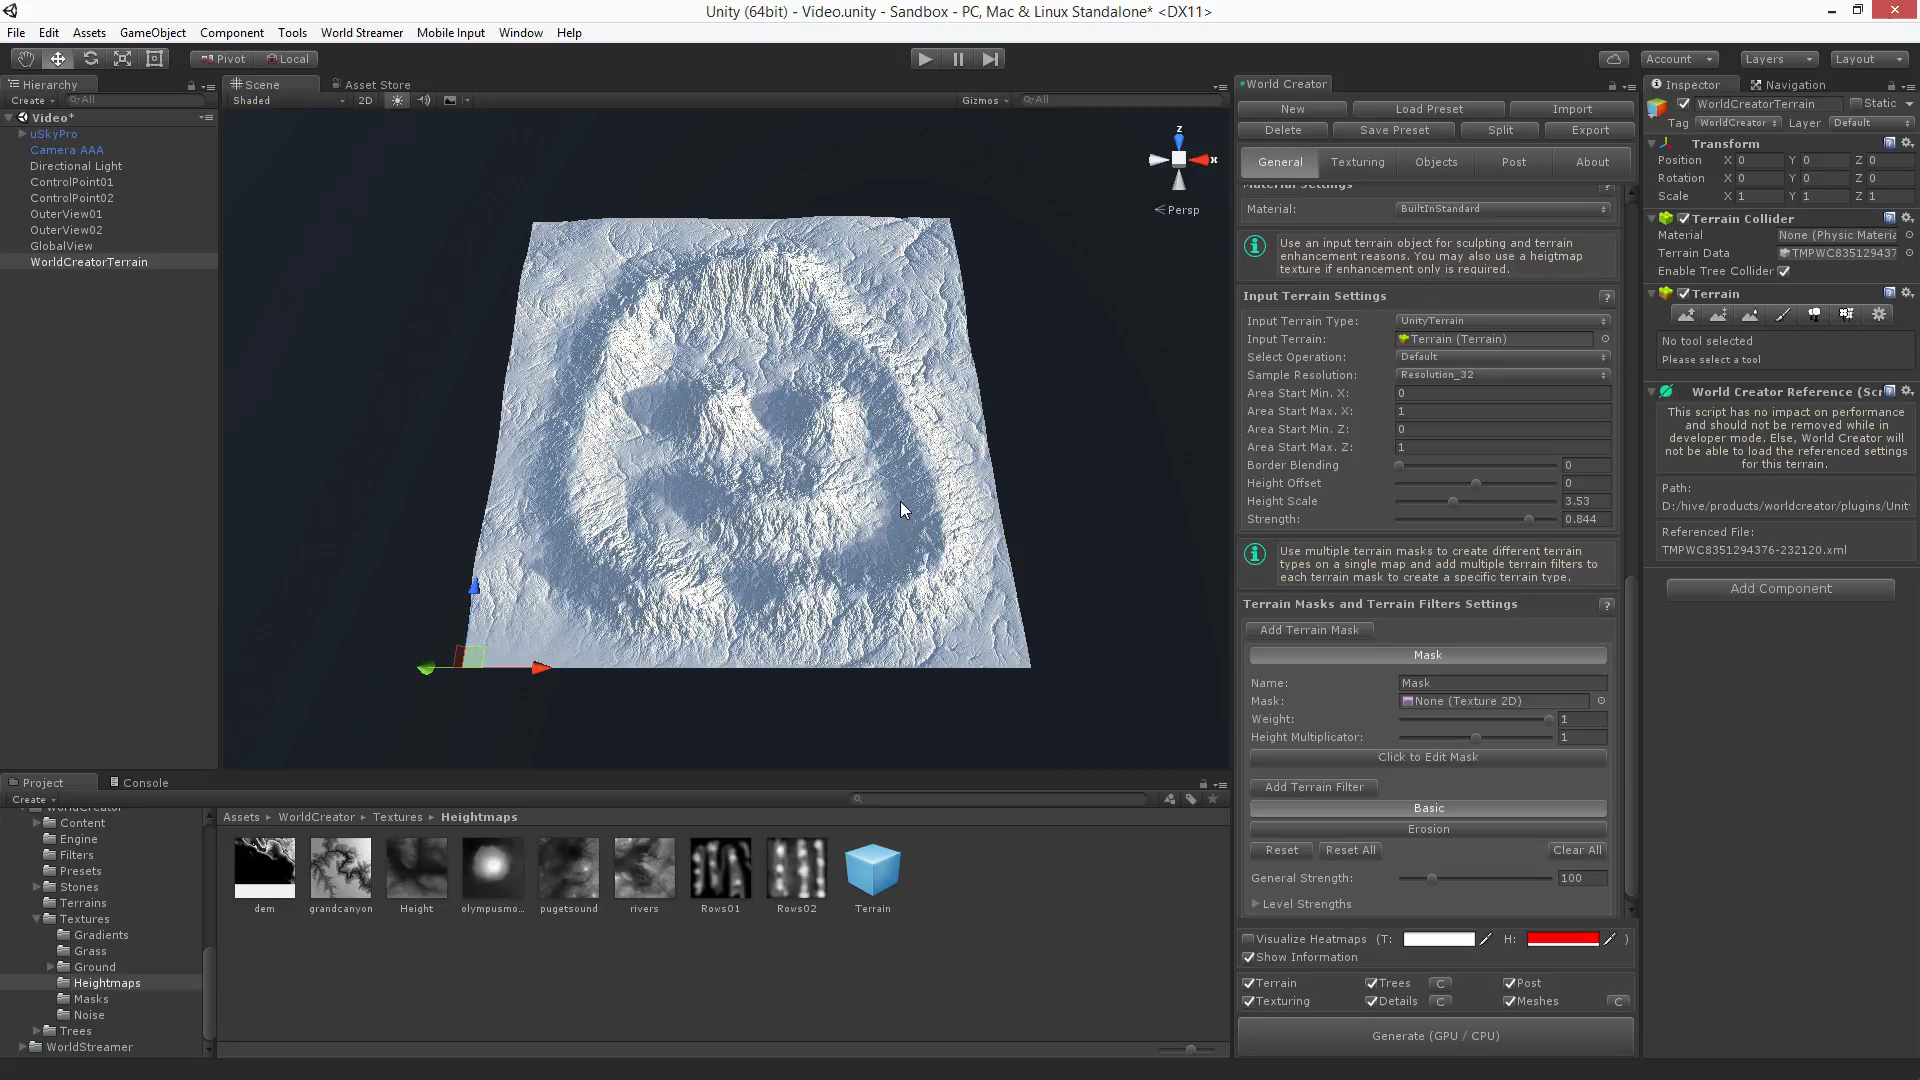 Unity (64bit) - Video.unity - Sandbox - PC, Mac & Linux Standalone* <DX11>
File Edit Assets GameObject Component Tools World Streamer Mobile Input Window Help
Pivot Local
Account Layers Layout
Hierarchy
Create All
Video*
uSkyPro
Camera AAA
Directional Light
ControlPoint01
ControlPoint02
OuterView01
OuterView02
GlobalView
WorldCreatorTerrain
Scene Asset Store
Shaded 2D Gizmos All
z
x
Persp
World Creator
New Load Preset Import
Delete Save Preset Split Export
General Texturing Objects Post About
Material Settings
Material: BuiltInStandard
Use an input terrain object for sculpting and terrain
enhancement reasons. You may also use a heigtmap
texture if enhancement only is required.
Input Terrain Settings
Input Terrain Type: UnityTerrain
Input Terrain: Terrain (Terrain)
Select Operation: Default
Sample Resolution: Resolution_32
Area Start Min. X: 0
Area Start Max. X: 1
Area Start Min. Z: 0
Area Start Max. Z: 1
Border Blending 0
Height Offset 0
Height Scale 3.53
Strength: 0.844
Use multiple terrain masks to create different terrain
types on a single map and add multiple terrain filters to
each terrain mask to create a specific terrain type.
Terrain Masks and Terrain Filters Settings
Add Terrain Mask
Mask
Name: Mask
Mask: None (Texture 2D)
Weight: 1
Height Multiplicator: 1
Click to Edit Mask
Add Terrain Filter
Basic
Erosion
Reset Reset All Clear All
General Strength: 100
Level Strengths
Visualize Heatmaps (T: H: )
Show Information
Terrain Trees C Post
Texturing Details C Meshes C
Generate (GPU / CPU)
Inspector Navigation
WorldCreatorTerrain Static
Tag WorldCreator Layer Default
Transform
Position X 0 Y 0 Z 0
Rotation X 0 Y 0 Z 0
Scale X 1 Y 1 Z 1
Terrain Collider
Material None (Physic Materia
Terrain Data TMPWC835129437
Enable Tree Collider
Terrain
No tool selected
Please select a tool
World Creator Reference (Scr
This script has no impact on performance
and should not be removed while in
developer mode. Else, World Creator will
not be able to load the referenced settings
for this terrain.
Path:
D:/hive/products/worldcreator/plugins/Unit
Referenced File:
TMPWC8351294376-232120.xml
Add Component
Project Console
Create
WorldCreator
Content
Engine
Filters
Presets
Stones
Terrains
Textures
Gradients
Grass
Ground
Heightmaps
Masks
Noise
Trees
WorldStreamer
Assets WorldCreator Textures Heightmaps
dem grandcanyon Height olympusmo... pugetsound rivers Rows01 Rows02 Terrain